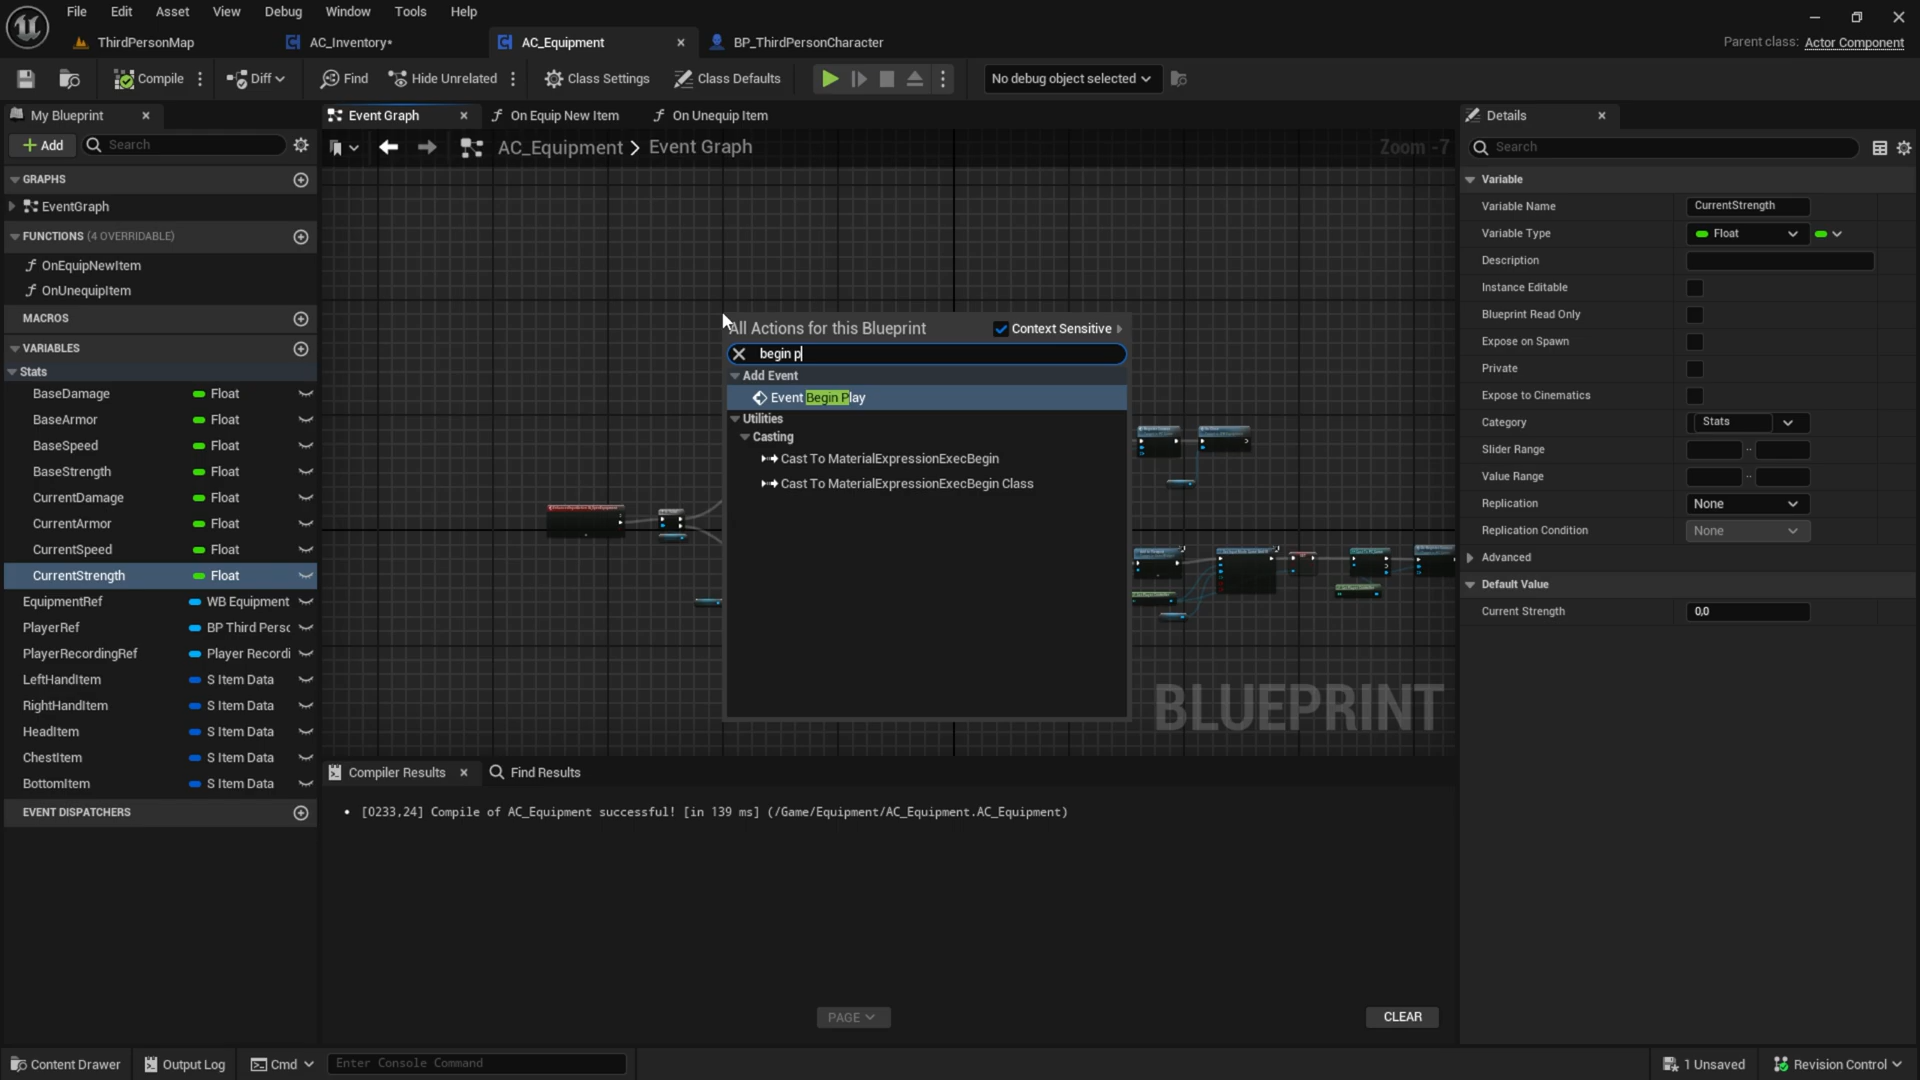 File Edit Asset View Debug Window Tools Help
ThirdPersonMap AC_Inventory* AC_Equipment BP_ThirdPersonCharacter Parent class: Actor Component
Compile Diff Find Hide Unrelated Class Settings Class Defaults No debug object selected
My Blueprint Event Graph On Equip New Item On Unequip Item Details
Add Search AC_Equipment > Event Graph Zoom -7 Search
GRAPHS
EventGraph
FUNCTIONS (4 OVERRIDABLE)
OnEquipNewItem
OnUnequipItem
MACROS
VARIABLES
Stats
BaseDamage Float
BaseArmor Float
BaseSpeed Float
BaseStrength Float
CurrentDamage Float
CurrentArmor Float
CurrentSpeed Float
CurrentStrength Float
EquipmentRef WB Equipment
PlayerRef BP Third Persc
PlayerRecordingRef Player Recordi
LeftHandItem S Item Data
RightHandItem S Item Data
HeadItem S Item Data
ChestItem S Item Data
BottomItem S Item Data
EVENT DISPATCHERS
All Actions for this Blueprint Context Sensitive
begin p
Add Event
Event Begin Play
Utilities
Casting
Cast To MaterialExpressionExecBegin
Cast To MaterialExpressionExecBegin Class
BLUEPRINT
Compiler Results Find Results
[0233,24] Compile of AC_Equipment successful! [in 139 ms] (/Game/Equipment/AC_Equipment.AC_Equipment)
PAGE CLEAR
Variable
Variable Name CurrentStrength
Variable Type Float
Description
Instance Editable
Blueprint Read Only
Expose on Spawn
Private
Expose to Cinematics
Category Stats
Slider Range ..
Value Range ..
Replication None
Replication Condition None
Advanced
Default Value
Current Strength 0,0
Content Drawer Output Log Cmd Enter Console Command 1 Unsaved Revision Control